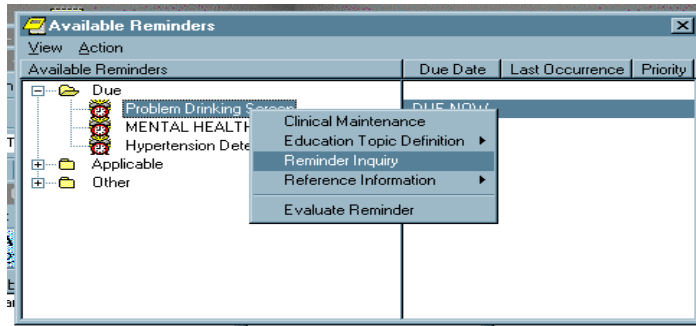 Available Reminders
View Action
Available Reminders Due Date Last Occurrence Priority
Due
Problem Drinking Screen DUE NOW
MENTAL HEALTH
Hypertension Dete
Applicable
Other
Clinical Maintenance
Education Topic Definition
Reminder Inquiry
Reference Information
Evaluate Reminder